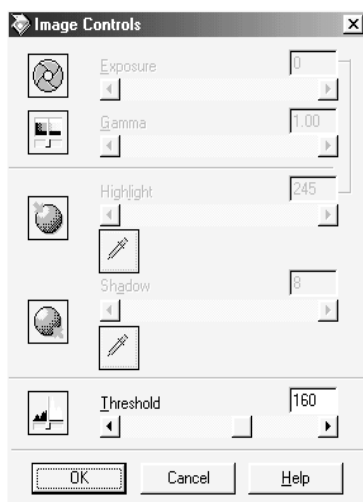 Image Controls
Exposure 0
Gamma 1.00
Highlight 245
Shadow 8
Threshold 160
OK Cancel Help